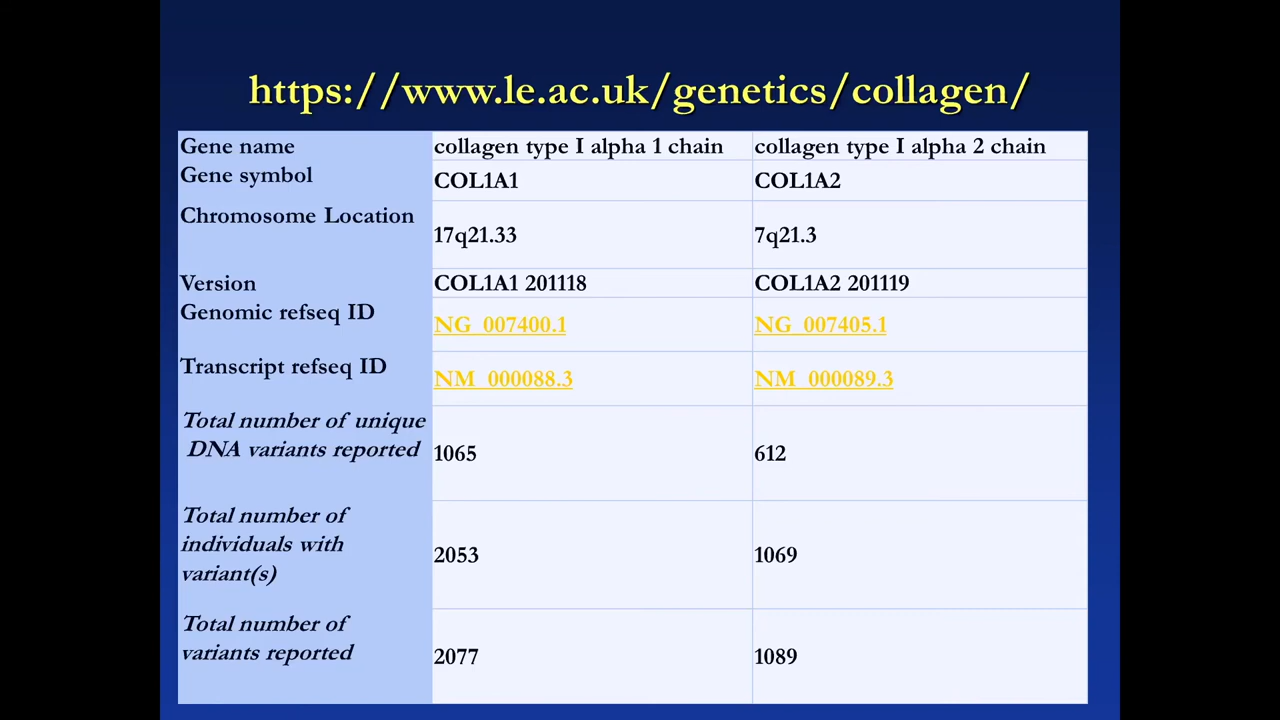 https://www.le.ac.uk/genetics/collagen/
Gene name collagen type I alpha 1 chain collagen type I alpha 2 chain
Gene symbol COL1A1 COL1A2
Chromosome Location 17q21.33 7q21.3
Version COL1A1 201118 COL1A2 201119
Genomic refseq ID NG_007400.1 NG_007405.1
Transcript refseq ID NM_000088.3 NM_000089.3
Total number of unique
DNA variants reported 1065 612
Total number of
individuals with 2053 1069
variant(s)
Total number of
variants reported 2077 1089